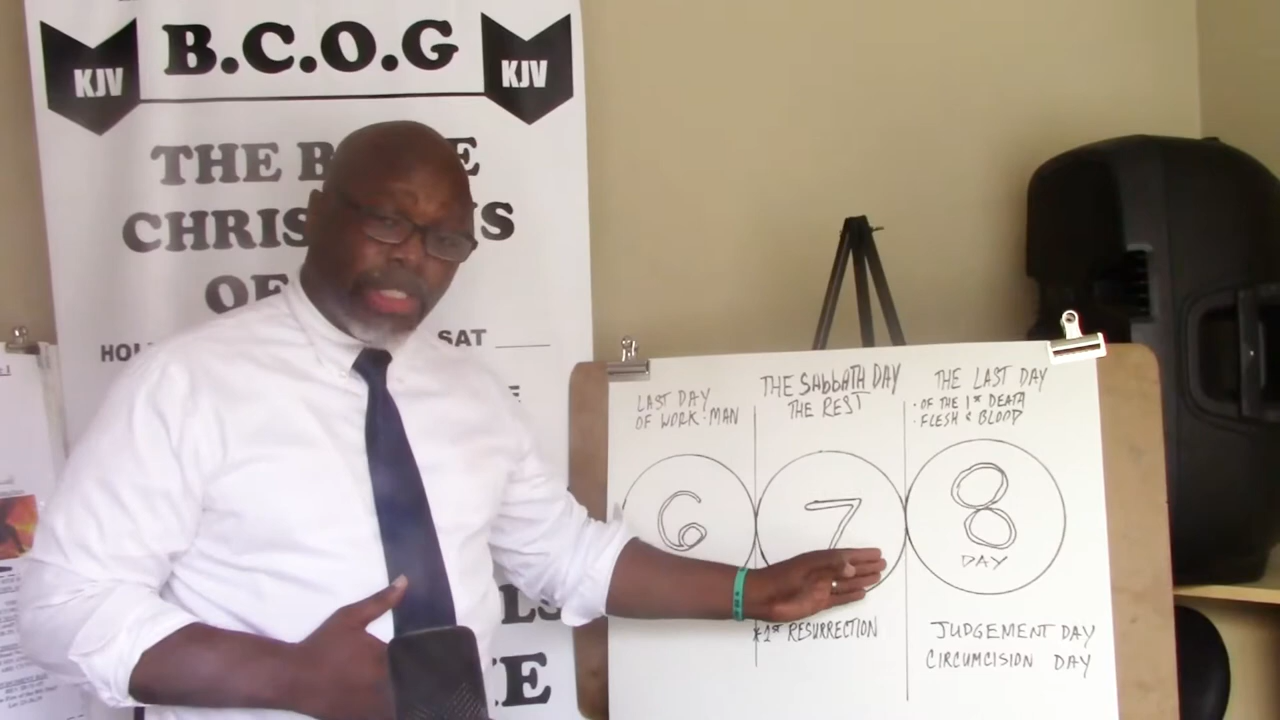 B.C.O.G
KJV
KJV
THE B E
CHRIS NS
OF
HOL SAT
E
LS
E
LAST DAY
OF WORK·MAN
THE SAbbATH DAY
THE REST
THE LAST DAY
·OF THE 1ST DEATH
·FLESH & BLOOD
6
7
8
DAY
*1ST RESURRECTION
JUDGEMENT DAY
CIRCUMCISION DAY